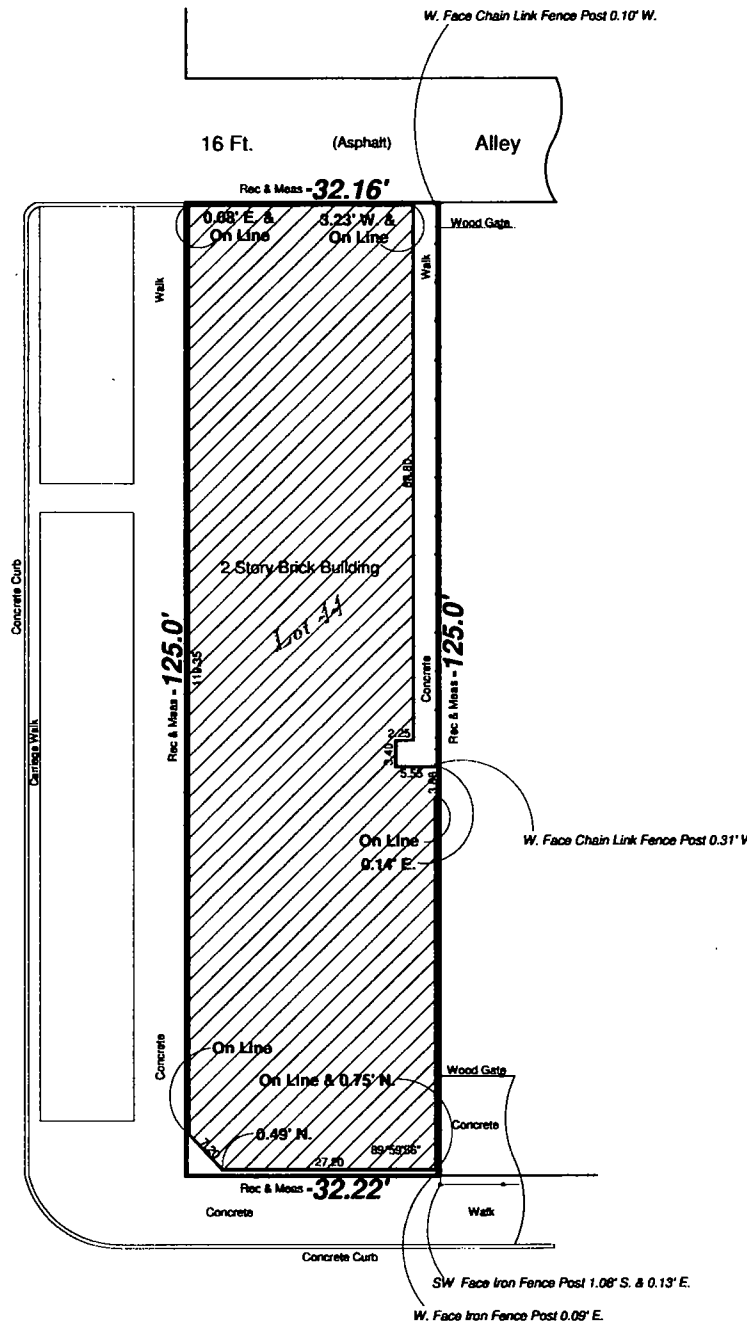 W. Face Chain Link Fence Post 0.10' W.
16 Ft. (Asphalt) Alley
Rec & Meas -32.16'
0.08' E. &
On Line
3.23' W. &
On Line
Wood Gate
Walk
Walk
2 Story Brick Building
Lot 44
Concrete Curb
Carriage Walk
Rec & Meas -125.0'
119.35
Concrete
Rec & Meas -125.0'
2.25
3.40
5.55
On Line
0.14' E.
W. Face Chain Link Fence Post 0.31' W
Concrete
On Line
On Line & 0.75' N.
Wood Gate
Concrete
7.20
0.49' N.
27.20
Rec & Meas -32.22'
Concrete
Walk
Concrete Curb
SW Face Iron Fence Post 1.08' S. & 0.13' E.
W. Face Iron Fence Post 0.09' E.